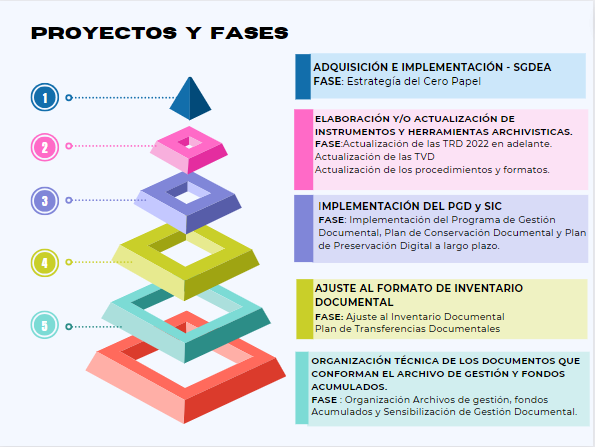 PROYECTOS Y FASES
1
ADQUISICIÓN E IMPLEMENTACIÓN - SGDEA
FASE: Estrategía del Cero Papel
2
ELABORACIÓN Y/O ACTUALIZACIÓN DE
INSTRUMENTOS Y HERRAMIENTAS ARCHIVISTICAS.
FASE:Actualización de las TRD 2022 en adelante.
Actualización de las TVD
Actualización de los procedimientos y formatos.
3
IMPLEMENTACIÓN DEL PGD y SIC
FASE: Implementación del Programa de Gestión
Documental, Plan de Conservación Documental y Plan
de Preservación Digital a largo plazo.
4
AJUSTE AL FORMATO DE INVENTARIO
DOCUMENTAL
FASE: Ajuste al Inventario Documental
Plan de Transferencias Documentales
5
ORGANIZACIÓN TÉCNICA DE LOS DOCUMENTOS QUE
CONFORMAN EL ARCHIVO DE GESTIÓN Y FONDOS
ACUMULADOS.
FASE : Organización Archivos de gestión, fondos
Acumulados y Sensibilización de Gestión Documental.